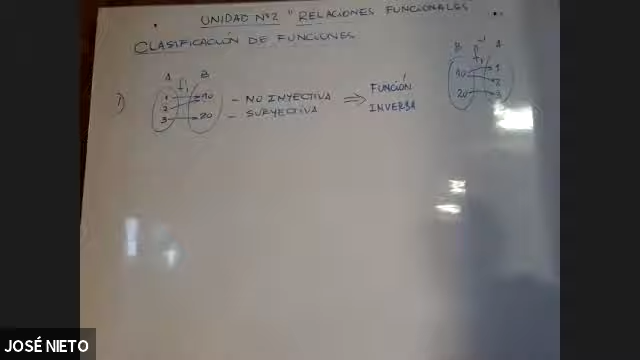 UNIDAD Nº2 "RELACIONES FUNCIONALES"
CLASIFICACIÓN DE FUNCIONES
1)
A f B
1 10
2
3 20
- NO INYECTIVA
- SURYECTIVA
⇒ FUNCIÓN
INVERSA
B f⁻¹ A
10 1
2
20 3
JOSÉ NIETO